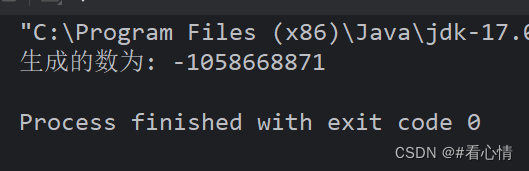 "C:\Program Files (x86)\Java\jdk-17.0
生成的数为: -1058668871
Process finished with exit code 0
CSDN @#看心情